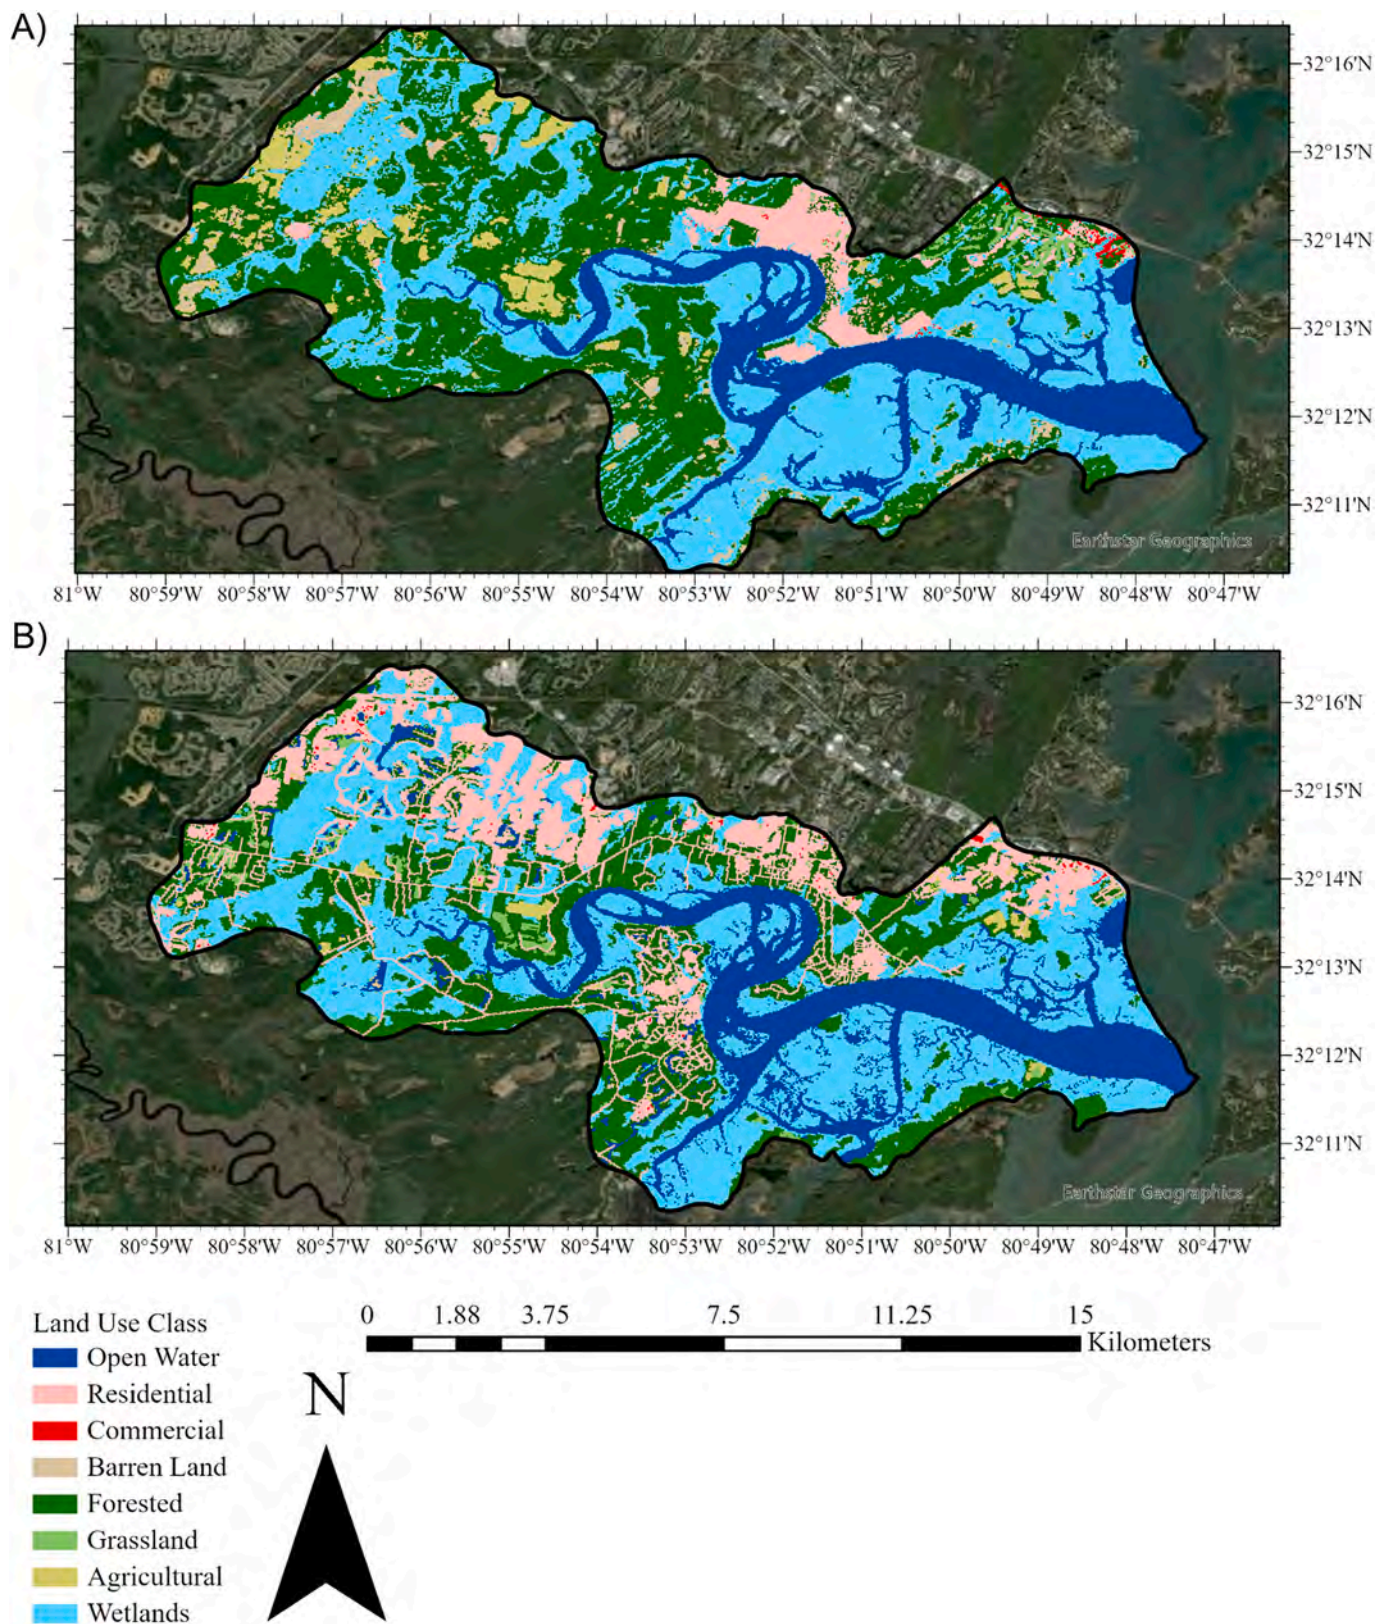 A)
32°16'N
32°15'N
32°14'N
32°13'N
32°12'N
32°11'N
Earthstar Geographics
81°W 80°59'W 80°58'W 80°57'W 80°56'W 80°55'W 80°54'W 80°53'W 80°52'W 80°51'W 80°50'W 80°49'W 80°48'W 80°47'W
B)
32°16'N
32°15'N
32°14'N
32°13'N
32°12'N
32°11'N
Earthstar Geographics
81°W 80°59'W 80°58'W 80°57'W 80°56'W 80°55'W 80°54'W 80°53'W 80°52'W 80°51'W 80°50'W 80°49'W 80°48'W 80°47'W
0 1.88 3.75 7.5 11.25 15
Kilometers
Land Use Class
Open Water
Residential
Commercial
Barren Land
Forested
Grassland
Agricultural
Wetlands
N